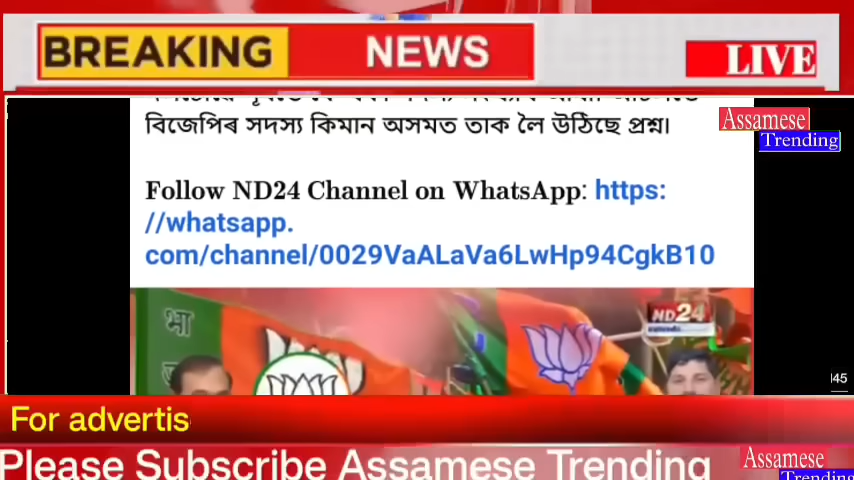 BREAKING NEWS
LIVE
বিজেপিৰ সদস্য কিমান অসমত তাক লৈ উঠিছে প্ৰশ্ন।
Assamese
Trending
Follow ND24 Channel on WhatsApp: https:
//whatsapp.
com/channel/0029VaALaVa6LwHp94CgkB10
भा
ND24
45
For advertis
Please Subscribe Assamese Trending
Assamese
Trending